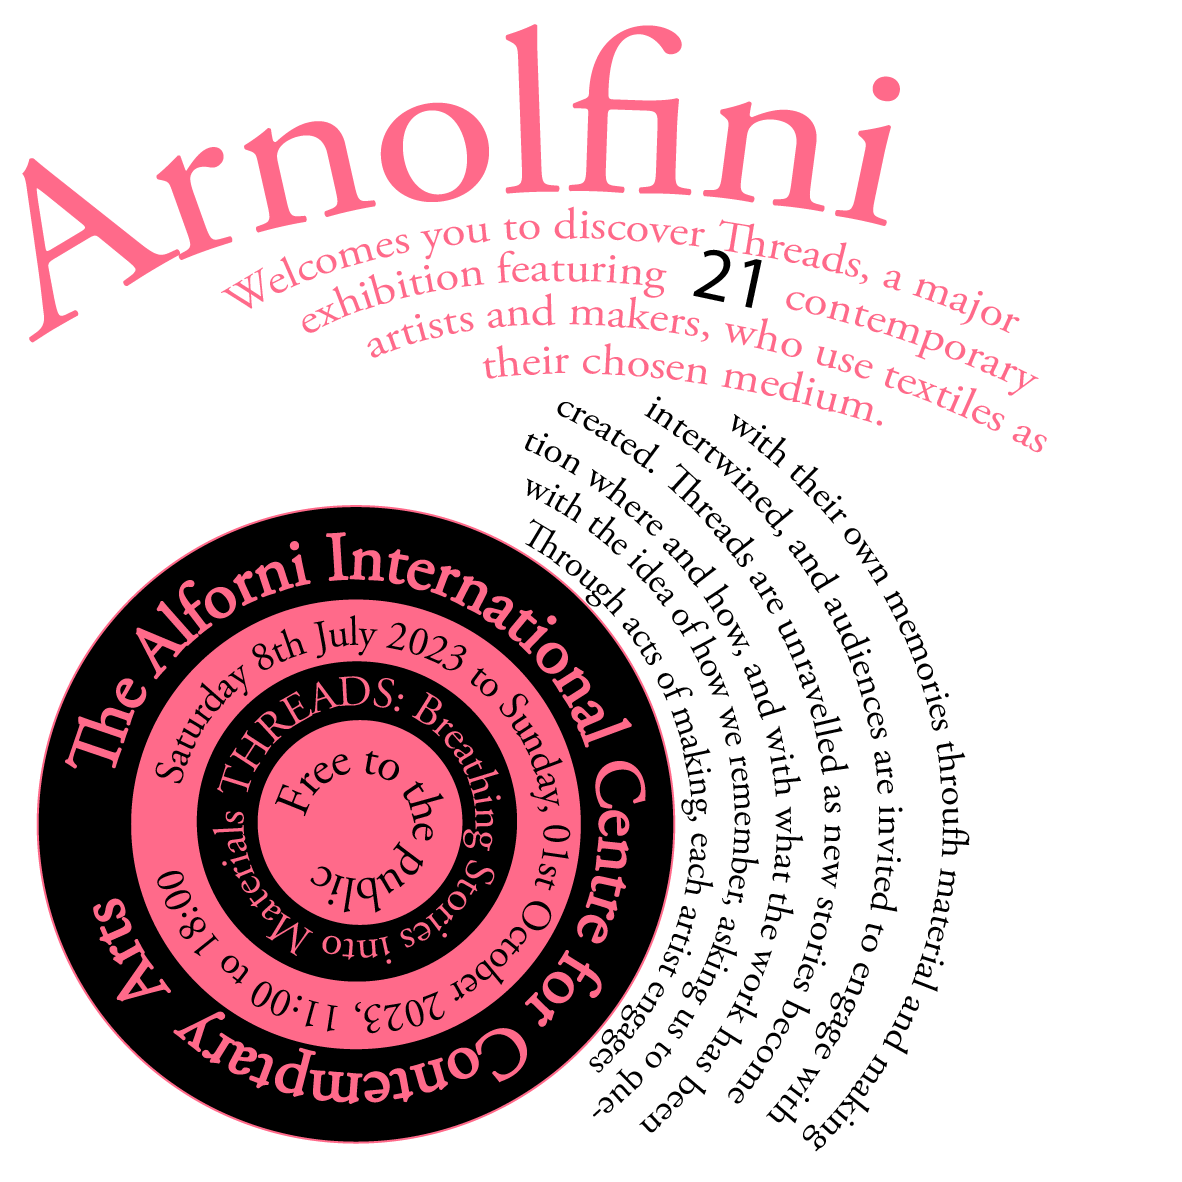 Arnolfini
Welcomes you to discover Threads, a major
exhibition featuring 21 contemporary
artists and makers, who use textiles as
their chosen medium.
The Alforni International Centre for Comptemptary Arts
Saturday 8th July 2023 to Sunday, 01st October 2023, 11:00 to 18:00
THREADS: Breathing Stories into Materials
Free to the public
Through acts of making, each artist engages
with the idea of how we remember, asking us to que-
tion where and how, and with what the work has been
created. Threads are unravelled as new stories become
intertwined, and audiences are invited to engage with
with their own memories throufh material and making